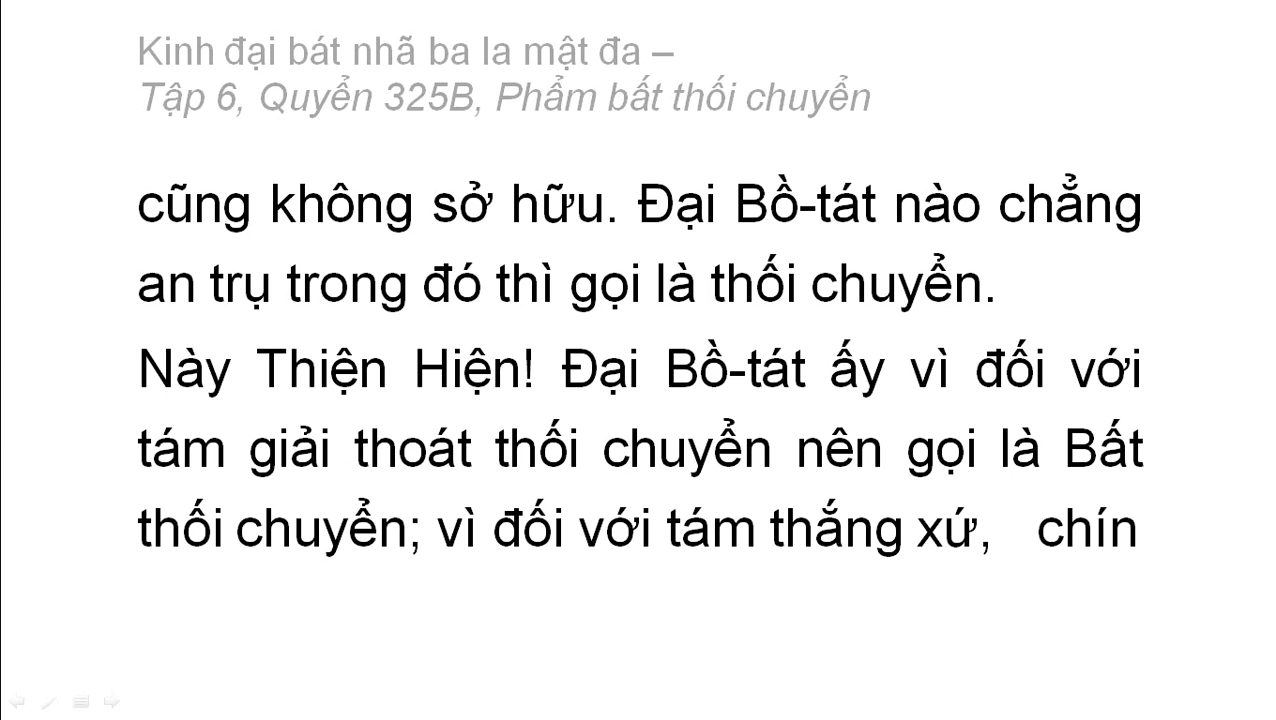 Kinh đại bát nhã ba la mật đa –
Tập 6, Quyển 325B, Phẩm bất thối chuyển
cũng không sở hữu. Đại Bồ-tát nào chẳng
an trụ trong đó thì gọi là thối chuyển.
Này Thiện Hiện! Đại Bồ-tát ấy vì đối với
tám giải thoát thối chuyển nên gọi là Bất
thối chuyển; vì đối với tám thắng xứ, chín